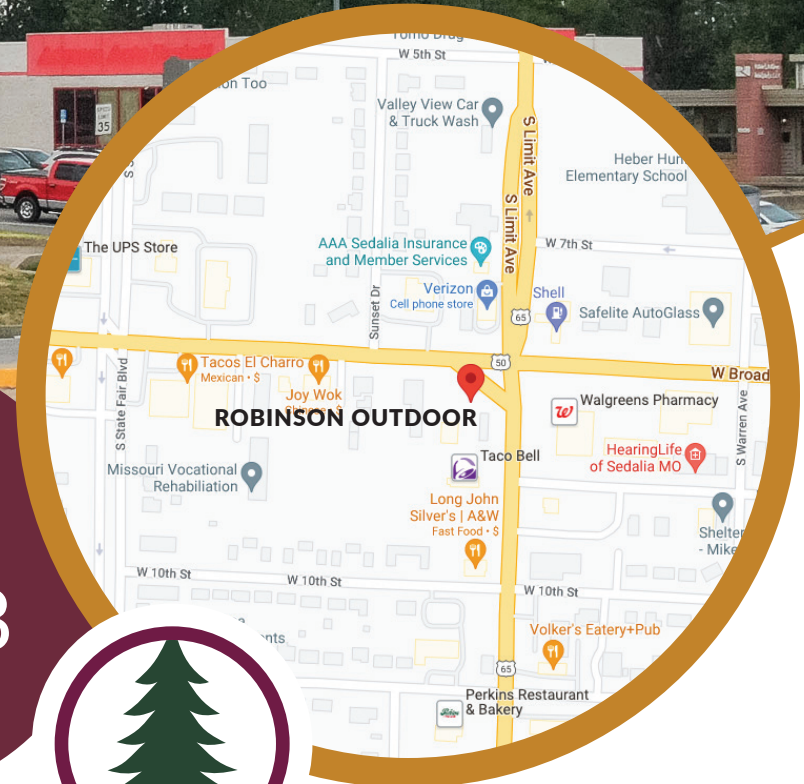 W 5th St
Valley View Car
& Truck Wash
SPEED
LIMIT
35
S Limit Ave
S Limit Ave
Elementary School
W 7th St
The UPS Store
AAA Sedalia Insurance
and Member Services
Verizon
Cell phone store
Shell
Safelite AutoGlass
Sunset Dr
65
50
W Broad
Tacos El Charro
Mexican • $
Joy Wok
ROBINSON OUTDOOR
Walgreens Pharmacy
S State Fair Blvd
S Warren Ave
Taco Bell
HearingLife
of Sedalia MO
Missouri Vocational
Rehabiliation
Long John
Silver's | A&W
Fast Food • $
Shelter
- Mike
W 10th St
W 10th St
W 10th St
Volker's Eatery+Pub
65
Perkins Restaurant
& Bakery